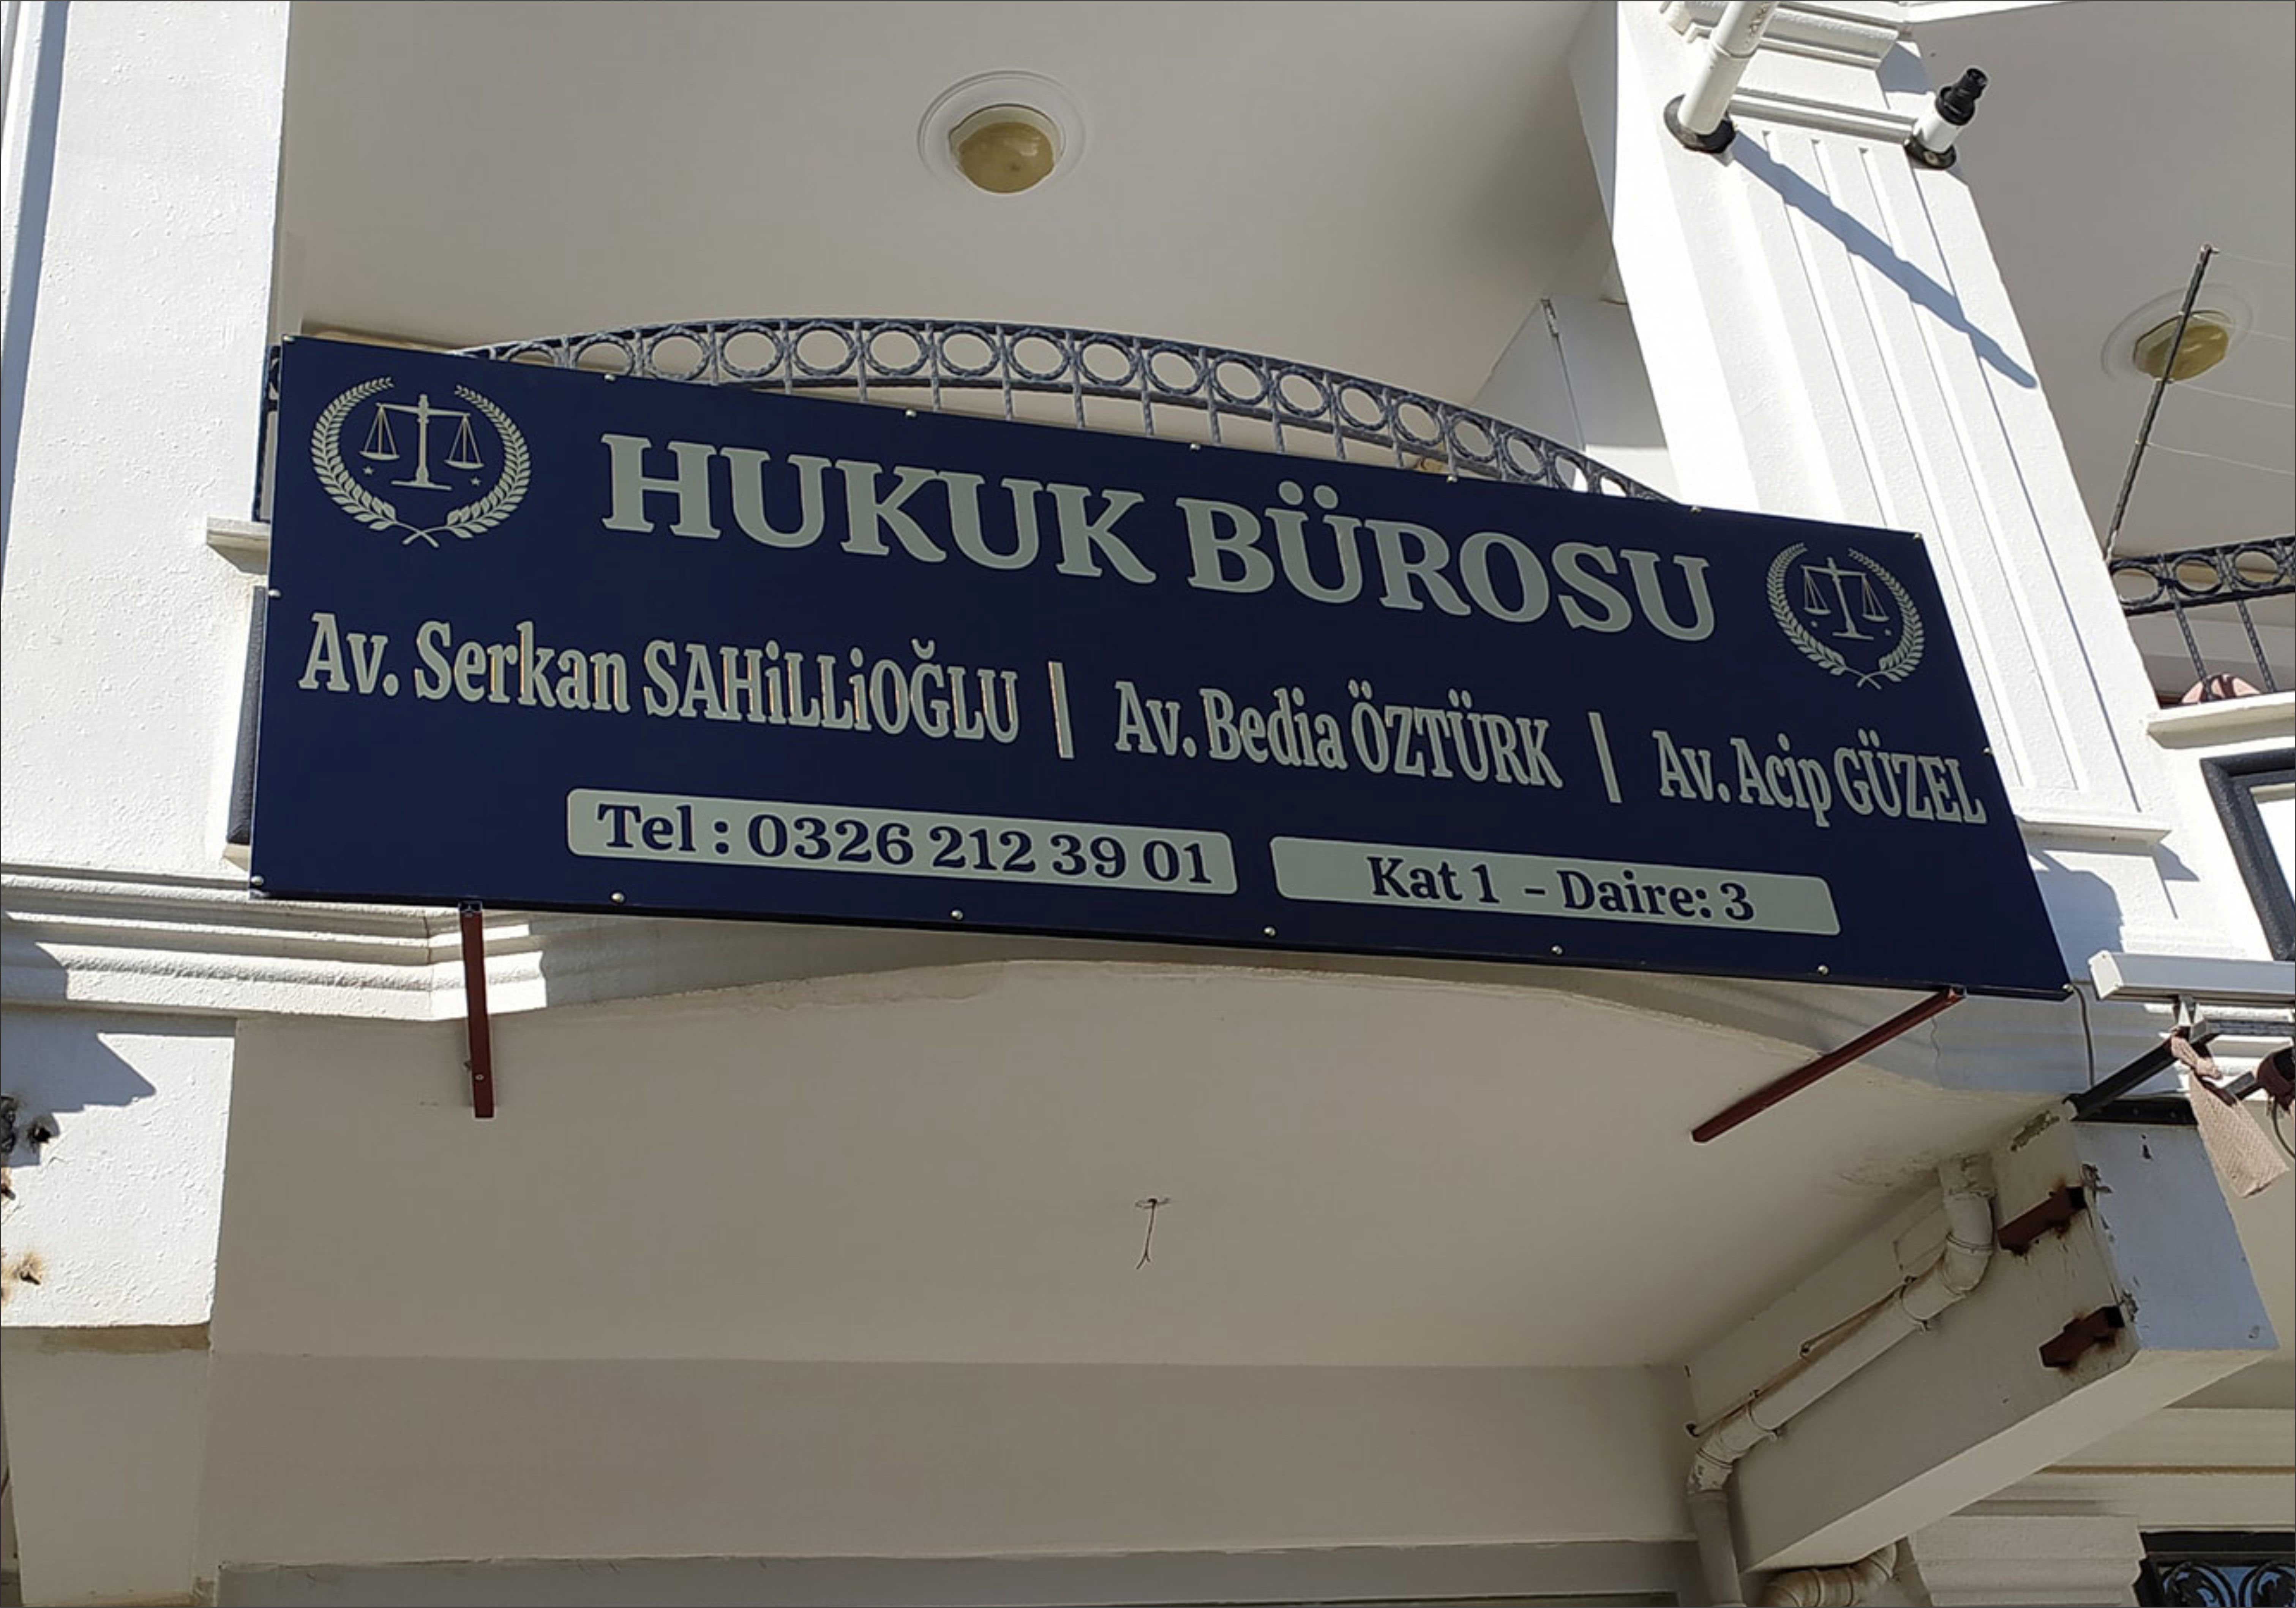 HUKUK BÜROSU
Av. Serkan SAHiLLiOĞLU | Av. Bedia ÖZTÜRK | Av. Acip GÜZEL
Tel : 0326 212 39 01 Kat 1 - Daire: 3